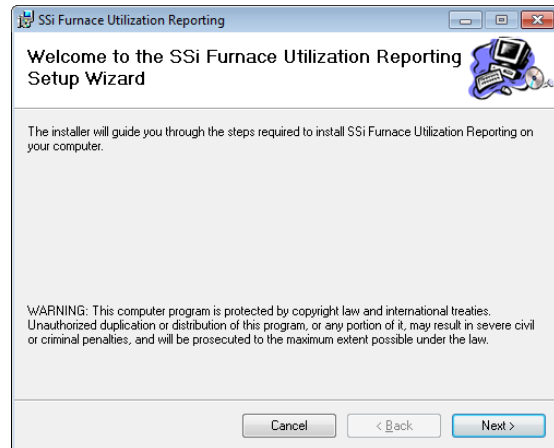 SSi Furnace Utilization Reporting
Welcome to the SSi Furnace Utilization Reporting
Setup Wizard
The installer will guide you through the steps required to install SSi Furnace Utilization Reporting on
your computer.
WARNING: This computer program is protected by copyright law and international treaties.
Unauthorized duplication or distribution of this program, or any portion of it, may result in severe civil
or criminal penalties, and will be prosecuted to the maximum extent possible under the law.
Cancel
< Back
Next >